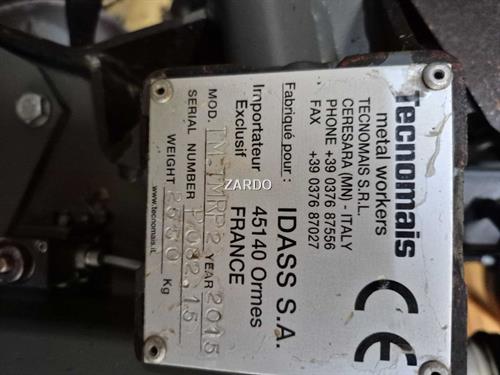 Tecnomais
metal workers
TECNOMAIS S.R.L.
CERESARA (MN) - ITALY
PHONE +39 0376 87556
FAX +39 0376 87027
CE
Fabriqué pour : IDASS S.A.
Importateur 45140 Ormes
Exclusif FRANCE
MOD. YEAR 2015
SERIAL NUMBER
WEIGHT Kg
www.tecnomais.it
ZARDO